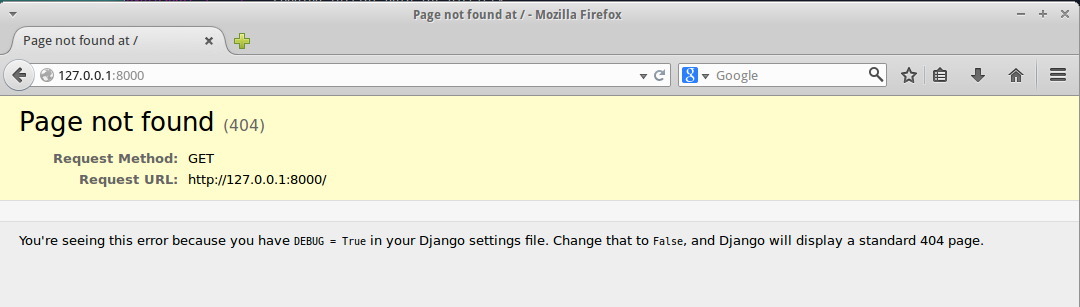 Page not found at / - Mozilla Firefox
Page not found at /
127.0.0.1:8000
Google
Page not found (404)
Request Method: GET
Request URL: http://127.0.0.1:8000/
You're seeing this error because you have DEBUG = True in your Django settings file. Change that to False, and Django will display a standard 404 page.